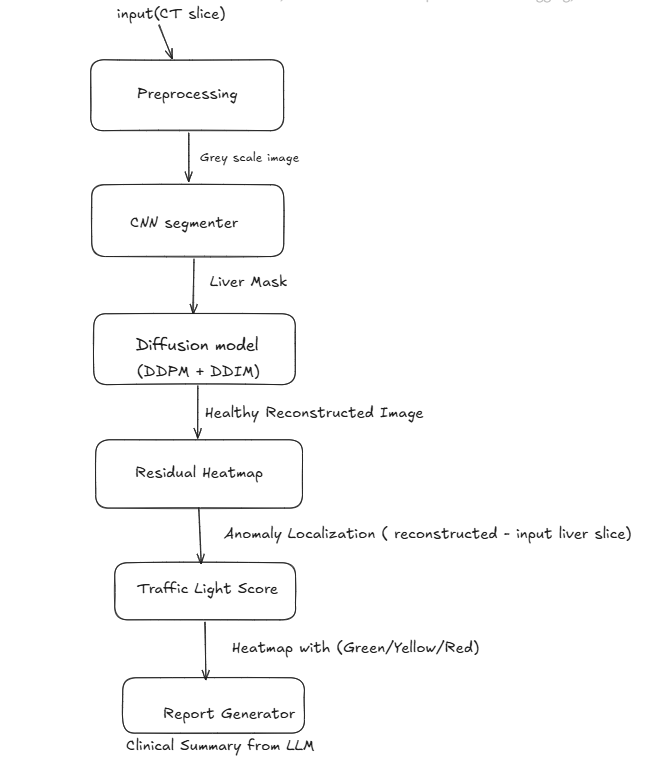 input(CT slice)
Preprocessing
Grey scale image
CNN segmenter
Liver Mask
Diffusion model
(DDPM + DDIM)
Healthy Reconstructed Image
Residual Heatmap
Anomaly Localization ( reconstructed - input liver slice)
Traffic Light Score
Heatmap with (Green/Yellow/Red)
Report Generator
Clinical Summary from LLM